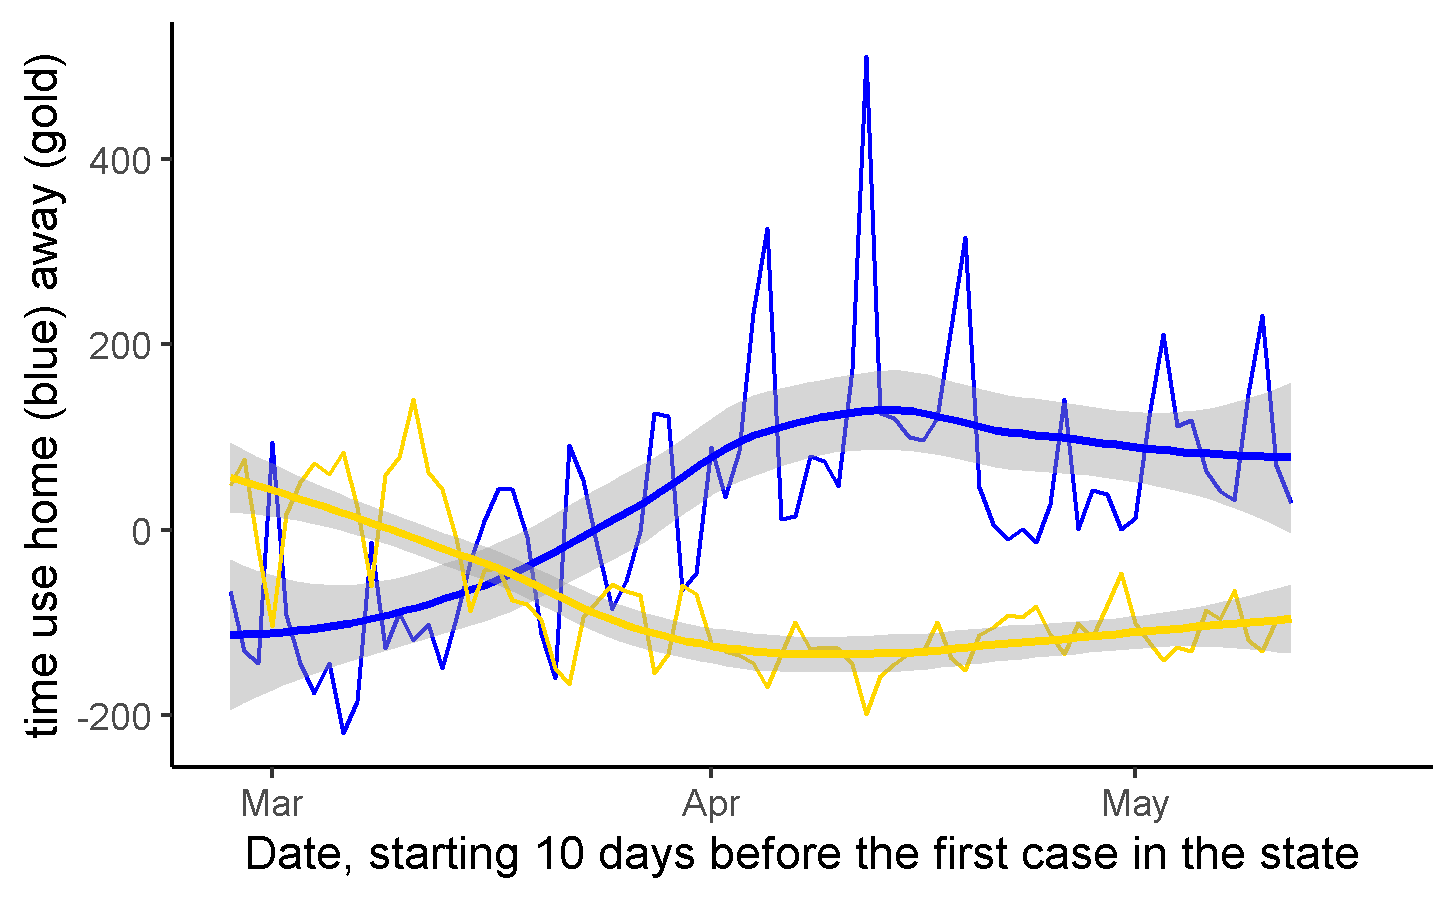 time use home (blue) away (gold)
400
200
0
-200
Mar
Apr
May
Date, starting 10 days before the first case in the state